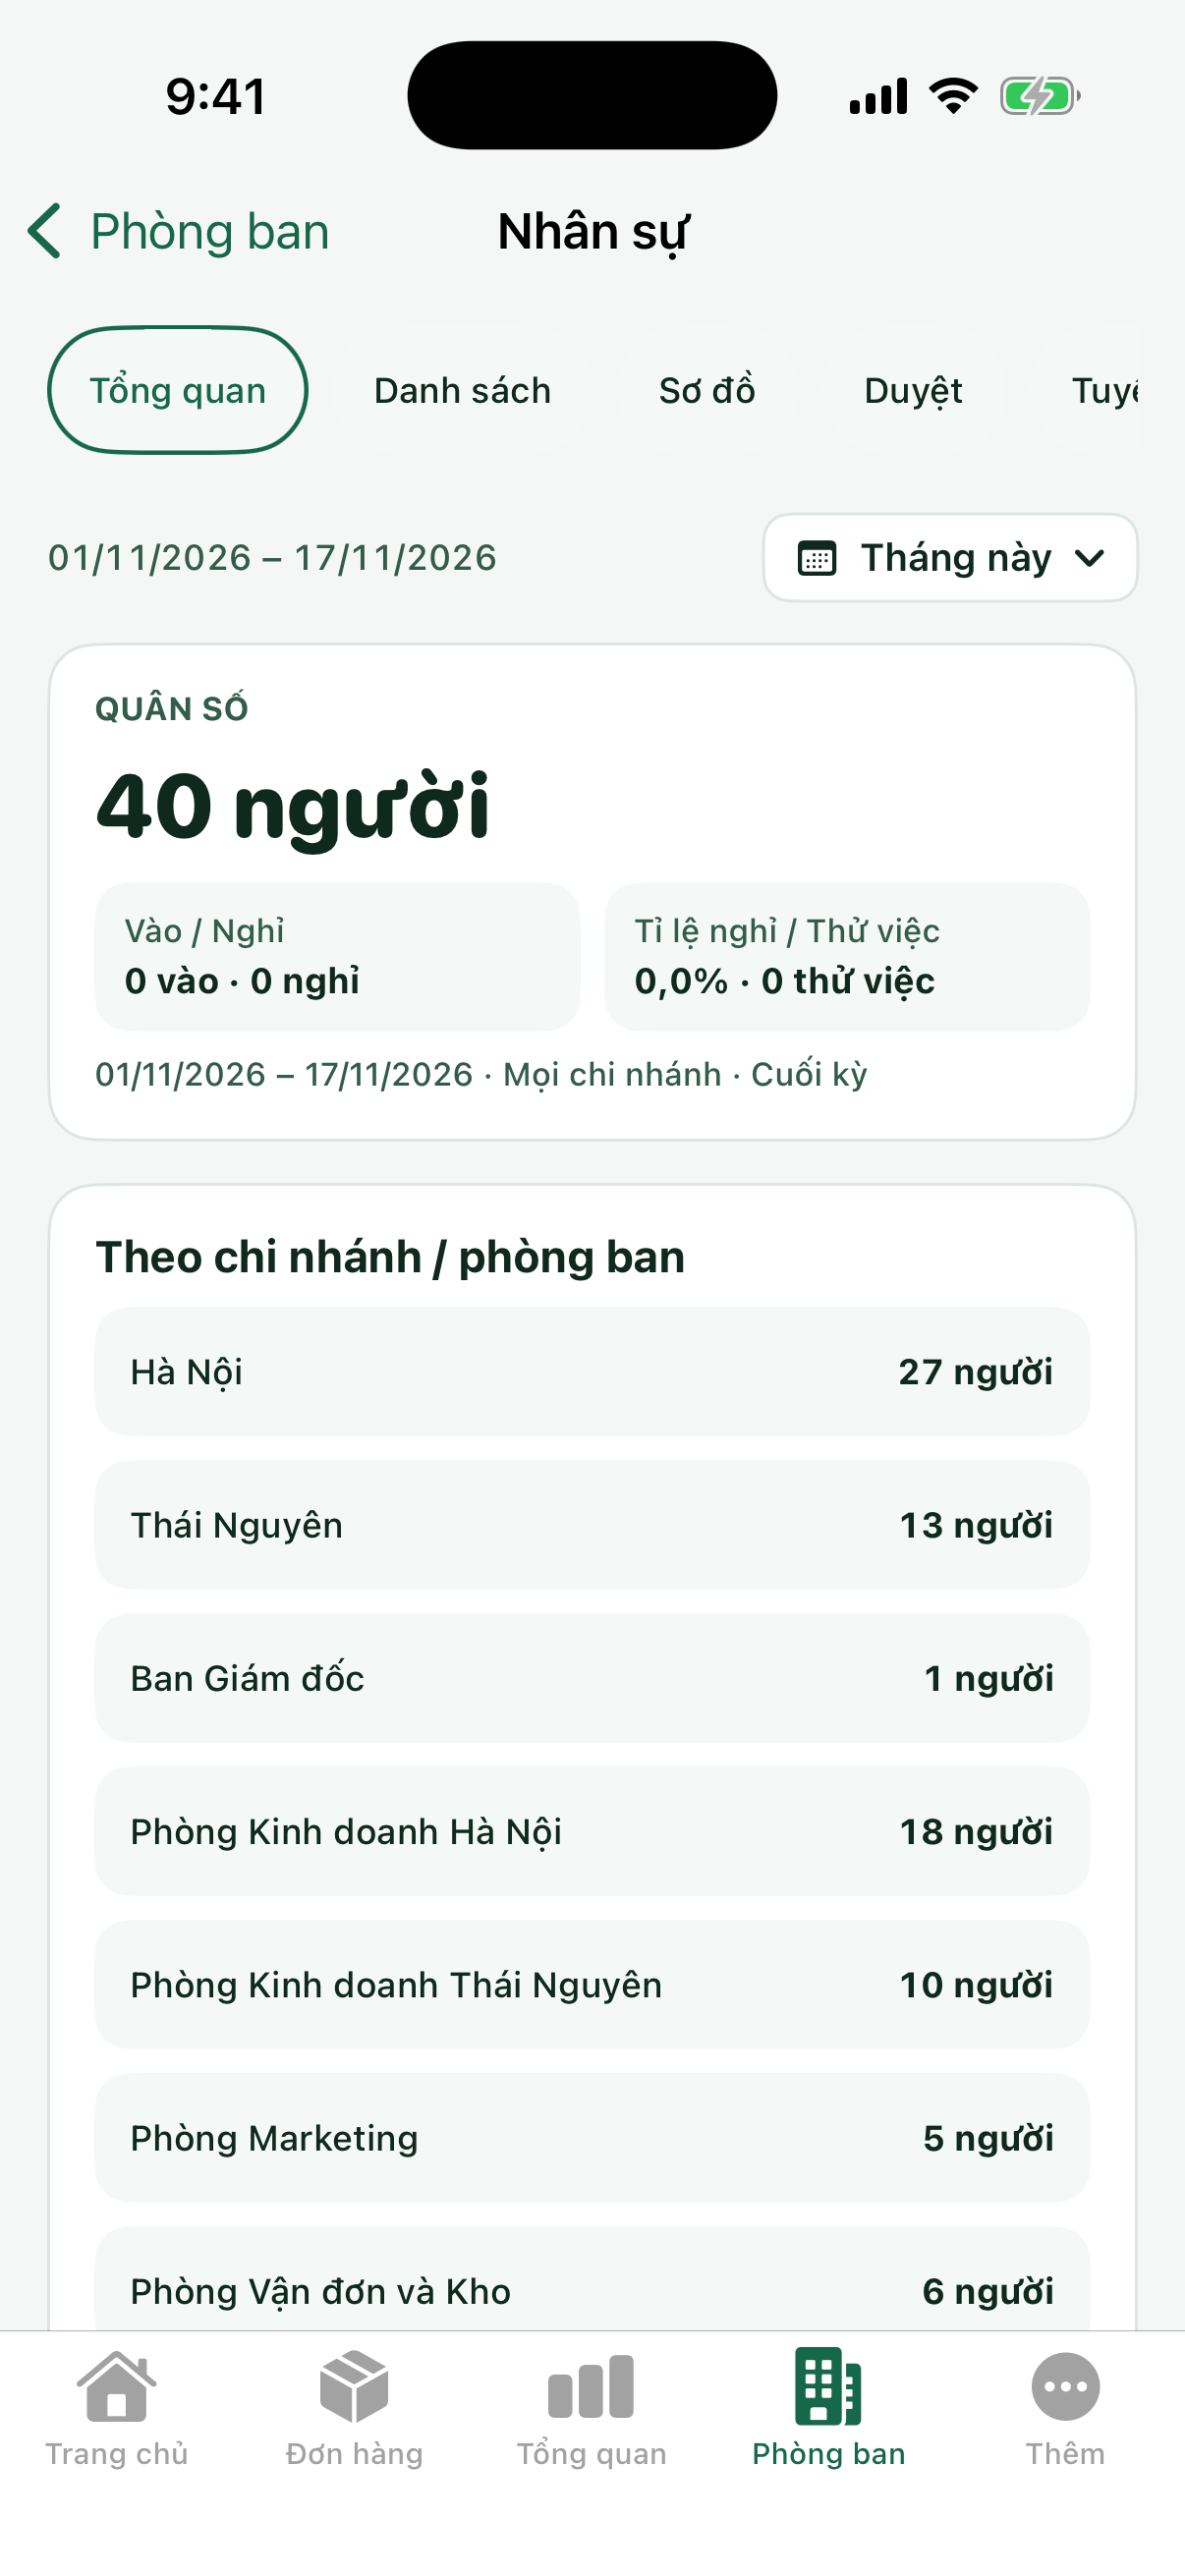 9:41
Phòng ban
Nhân sự
Tổng quan
Danh sách
Sơ đồ
Duyệt
01/11/2026 – 17/11/2026
Tháng này
QUÂN SỐ
40 người
Vào / Nghỉ
0 vào · 0 nghỉ
Tỉ lệ nghỉ / Thử việc
0,0% · 0 thử việc
01/11/2026 – 17/11/2026 · Mọi chi nhánh · Cuối kỳ
Theo chi nhánh / phòng ban
Hà Nội 27 người
Thái Nguyên 13 người
Ban Giám đốc 1 người
Phòng Kinh doanh Hà Nội 18 người
Phòng Kinh doanh Thái Nguyên 10 người
Phòng Marketing 5 người
Phòng Vận đơn và Kho 6 người
Trang chủ
Đơn hàng
Tổng quan
Phòng ban
Thêm